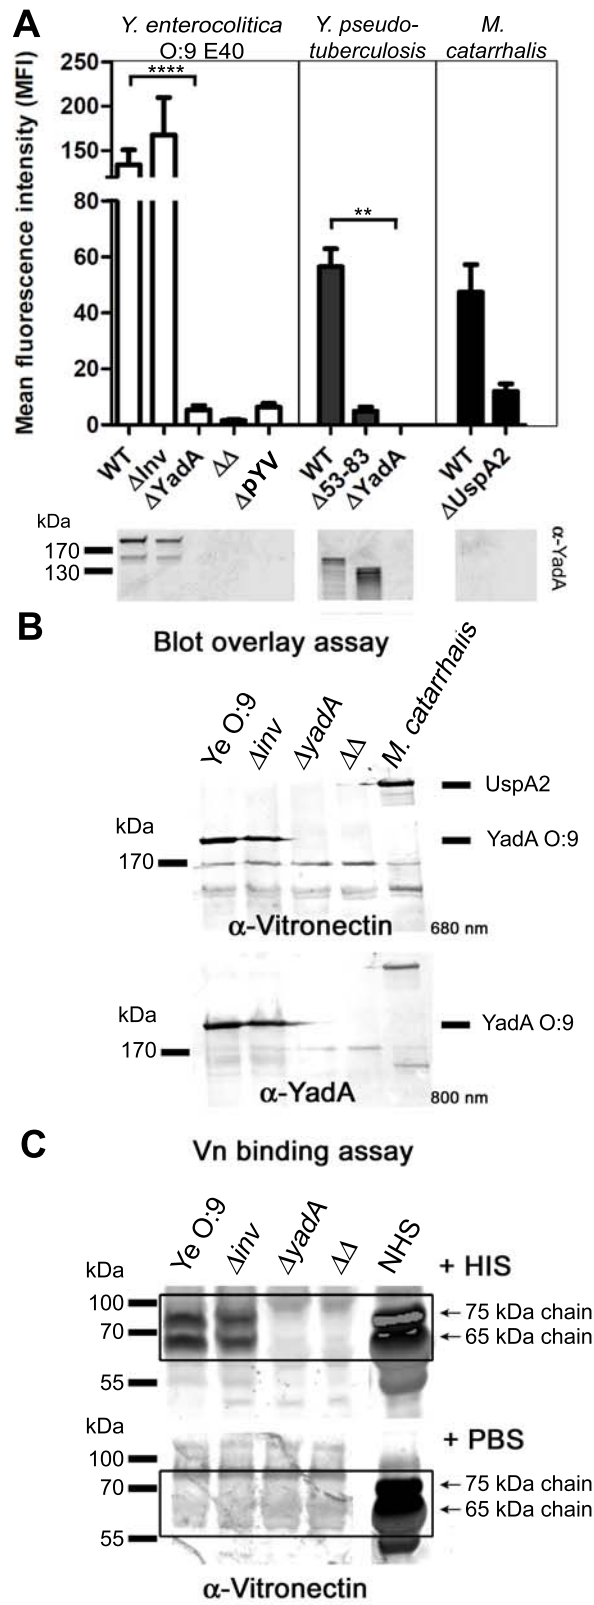 A
Y. enterocolitica
O:9 E40
Y. pseudo-
tuberculosis
M.
catarrhalis
Mean fluorescence intensity (MFI)
250
200
150
80
60
40
20
0
****
**
WT
ΔInv
ΔYadA
ΔΔ
ΔpYV
WT
Δ53-83
ΔYadA
WT
ΔUspA2
kDa
170
130
α-YadA
B
Blot overlay assay
Ye O:9
Δinv
ΔyadA
ΔΔ
M. catarrhalis
UspA2
kDa
YadA O:9
170
α-Vitronectin
680 nm
kDa
YadA O:9
170
α-YadA
800 nm
C
Vn binding assay
Ye O:9
Δinv
ΔyadA
ΔΔ
NHS
+ HIS
kDa
100
←75 kDa chain
70
←65 kDa chain
55
kDa
+ PBS
100
70
←75 kDa chain
←65 kDa chain
55
α-Vitronectin